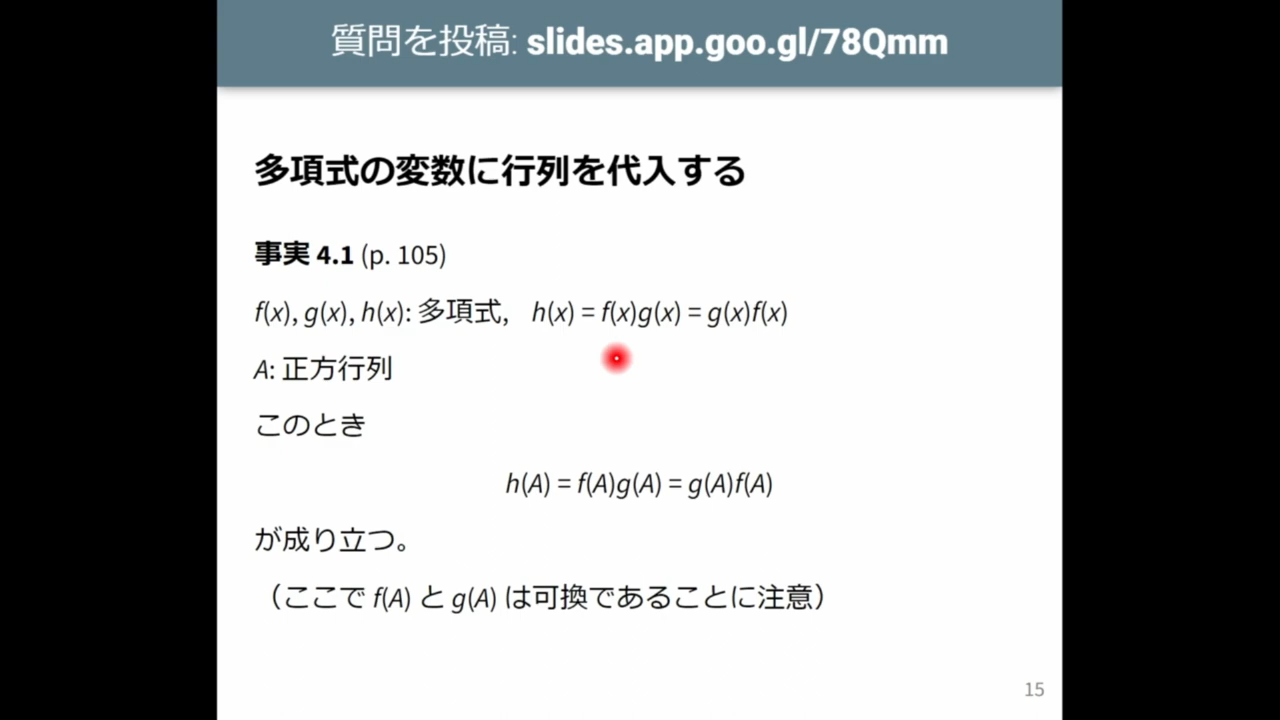 質問を投稿: slides.app.goo.gl/78Qmm
多項式の変数に行列を代入する
事実 4.1 (p. 105)
f(x), g(x), h(x): 多項式, h(x) = f(x)g(x) = g(x)f(x)
A: 正方行列
このとき
h(A) = f(A)g(A) = g(A)f(A)
が成り立つ。
（ここで f(A) と g(A) は可換であることに注意）
15